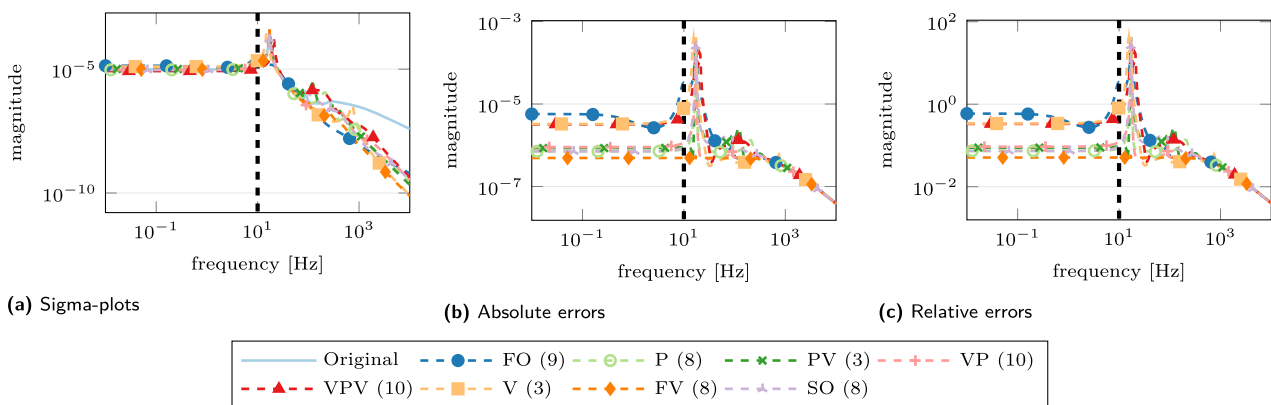 10^−5
10^−10
magnitude
10^−1
10^1
10^3
frequency [Hz]
(a) Sigma-plots
10^−3
10^−5
10^−7
magnitude
10^−1
10^1
10^3
frequency [Hz]
(b) Absolute errors
10^2
10^0
10^−2
magnitude
10^−1
10^1
10^3
frequency [Hz]
(c) Relative errors
Original FO (9) P (8) PV (3) VP (10)
VPV (10) V (3) FV (8) SO (8)